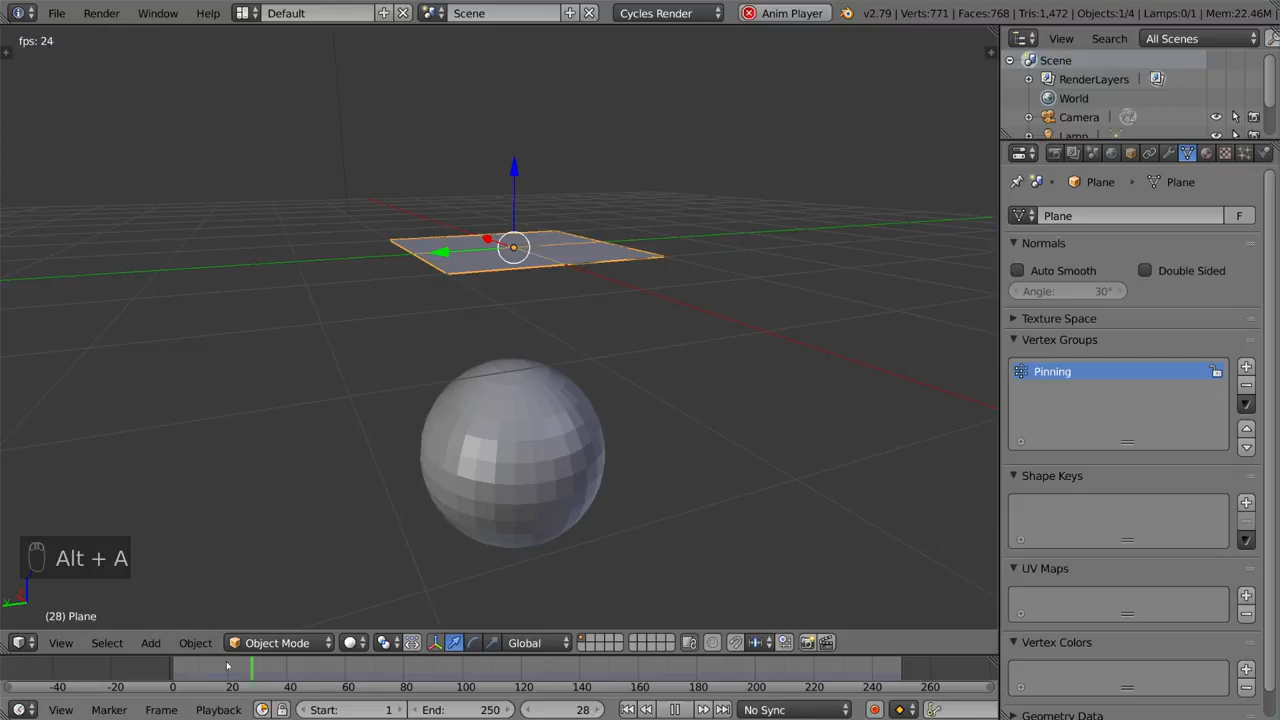 File Render Window Help Default Scene Cycles Render Anim Player v2.79 | Verts:771 | Faces:768 | Tris:1,472 | Objects:1/4 | Lamps:0/1 | Mem:22.46M |
fps: 24
View Search All Scenes
Scene
RenderLayers |
World
Camera |
Lamp
Plane Plane
Plane F
Normals
Auto Smooth Double Sided
Angle: 30°
Texture Space
Vertex Groups
Pinning
Shape Keys
Alt + A
UV Maps
(28) Plane
View Select Add Object Object Mode Global
Vertex Colors
-40 -20 0 20 40 60 80 100 120 140 160 180 200 220 240 260
View Marker Frame Playback Start: 1 End: 250 28 No Sync
Geometry Data